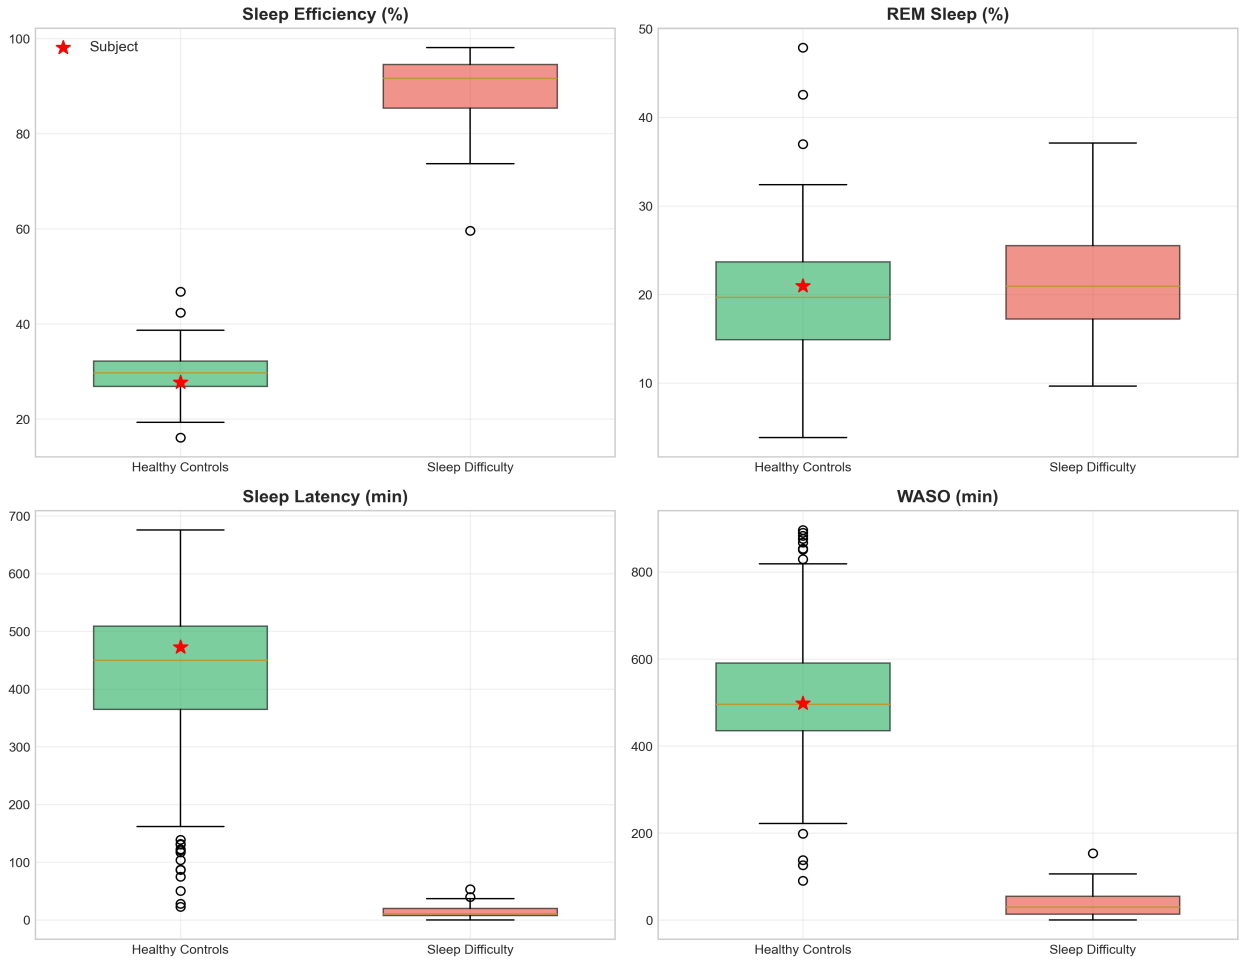 Sleep Efficiency (%)
100
80
60
40
20
Subject
Healthy Controls
Sleep Difficulty
REM Sleep (%)
50
40
30
20
10
Healthy Controls
Sleep Difficulty
Sleep Latency (min)
700
600
500
400
300
200
100
0
Healthy Controls
Sleep Difficulty
WASO (min)
800
600
400
200
0
Healthy Controls
Sleep Difficulty